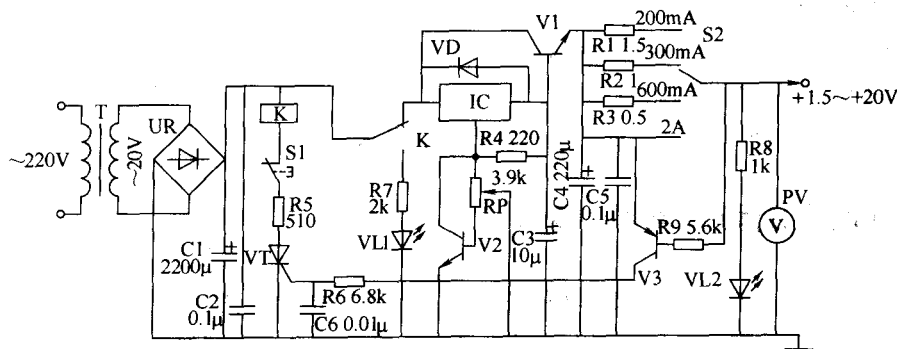 T
UR
~220V
~20V
C1
2200μ
C2
0.1μ
K
S1
R5
510
VT
R6 6.8k
C6 0.01μ
R7
2k
VL1
K
VD
IC
R4 220
3.9k
RP
V2
C3
10μ
V1
C4 220μ
C5
0.1μ
200mA
R1 1.5
300mA
R2 1
600mA
R3 0.5
2A
S2
R9 5.6k
V3
+1.5~+20V
R8
1k
VL2
PV
V